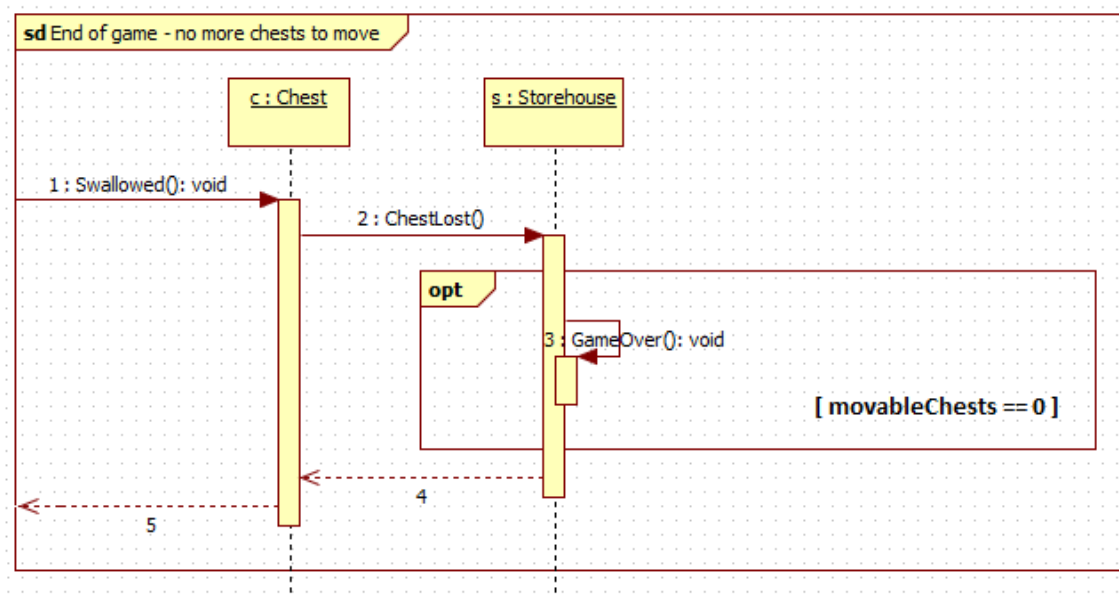 sd End of game - no more chests to move
c : Chest
s : Storehouse
1 : Swallowed(): void
2 : ChestLost()
opt
3 : GameOver(): void
[ movableChests == 0 ]
4
5